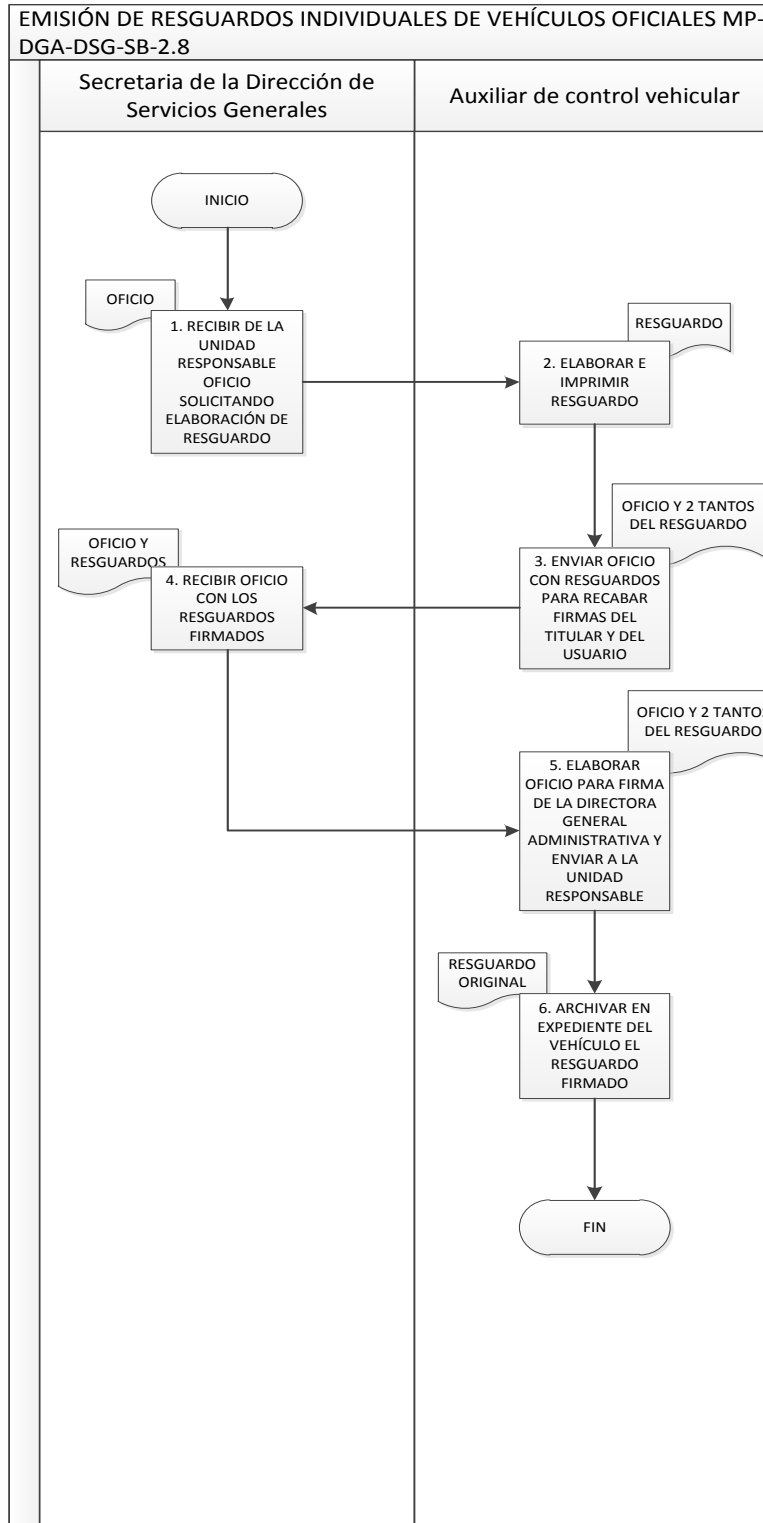 EMISIÓN DE RESGUARDOS INDIVIDUALES DE VEHÍCULOS OFICIALES MP-
DGA-DSG-SB-2.8
Secretaria de la Dirección de
Servicios Generales
Auxiliar de control vehicular
INICIO
OFICIO
1. RECIBIR DE LA
UNIDAD
RESPONSABLE
OFICIO
SOLICITANDO
ELABORACIÓN DE
RESGUARDO
RESGUARDO
2. ELABORAR E
IMPRIMIR
RESGUARDO
OFICIO Y 2 TANTOS
DEL RESGUARDO
3. ENVIAR OFICIO
CON RESGUARDOS
PARA RECABAR
FIRMAS DEL
TITULAR Y DEL
USUARIO
OFICIO Y
RESGUARDOS
4. RECIBIR OFICIO
CON LOS
RESGUARDOS
FIRMADOS
OFICIO Y 2 TANTOS
DEL RESGUARDO
5. ELABORAR
OFICIO PARA FIRMA
DE LA DIRECTORA
GENERAL
ADMINISTRATIVA Y
ENVIAR A LA
UNIDAD
RESPONSABLE
RESGUARDO
ORIGINAL
6. ARCHIVAR EN
EXPEDIENTE DEL
VEHÍCULO EL
RESGUARDO
FIRMADO
FIN